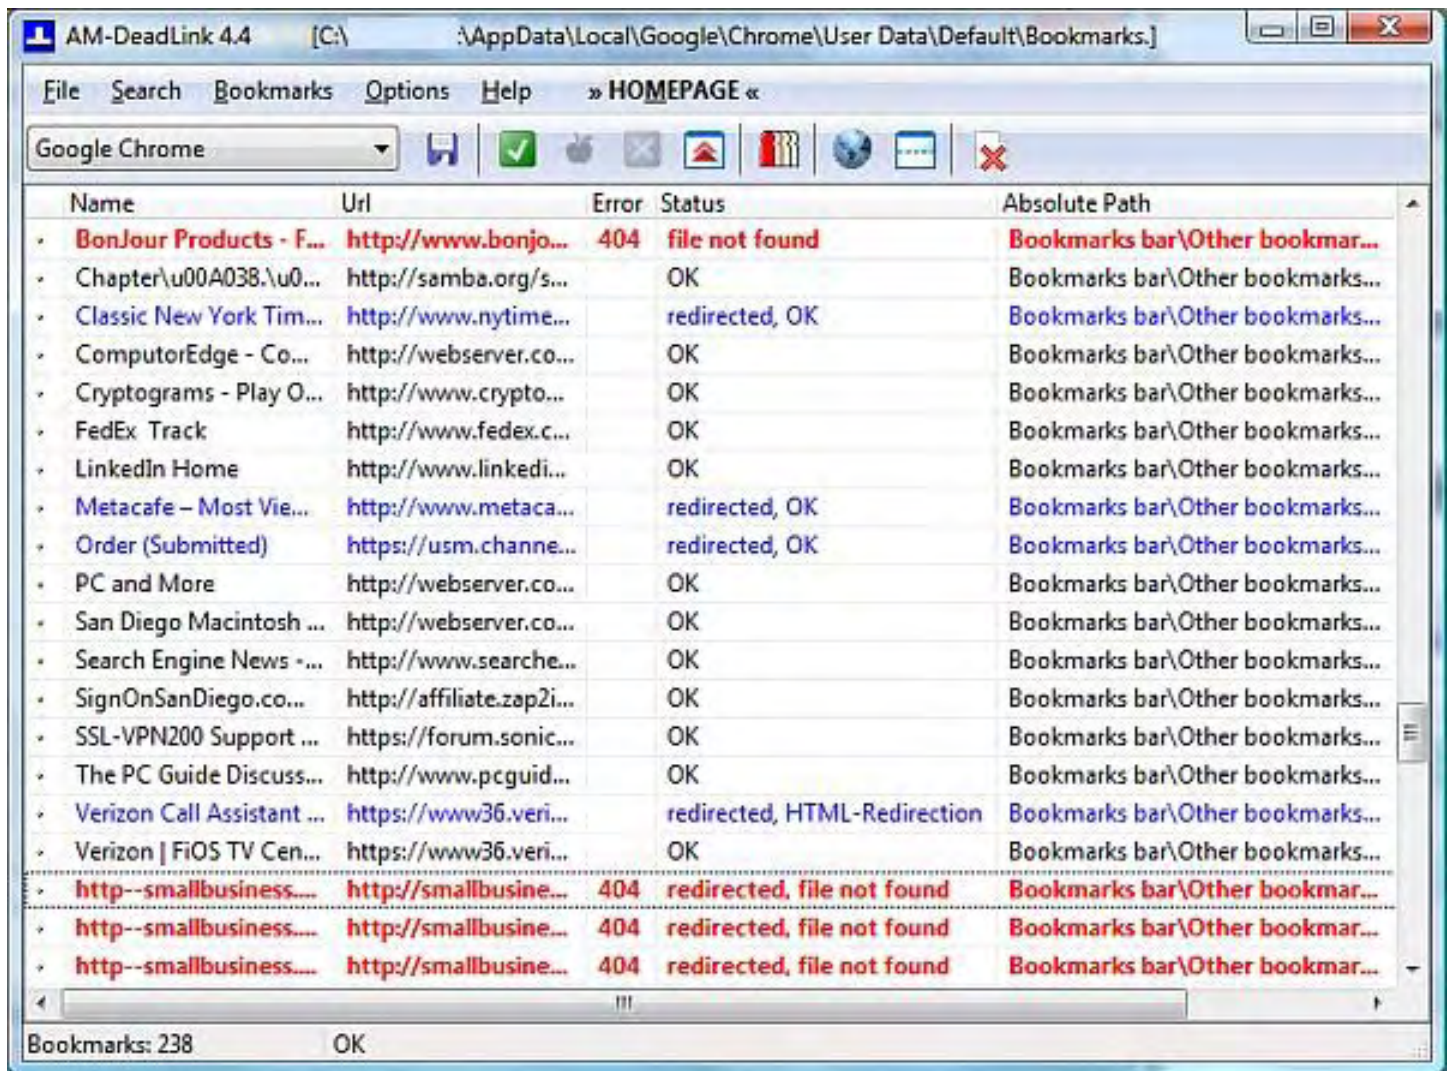 AM-DeadLink 4.4 [C:\ :\AppData\Local\Google\Chrome\User Data\Default\Bookmarks.]
File Search Bookmarks Options Help » HOMEPAGE «
Google Chrome
Name Url Error Status Absolute Path
BonJour Products - F... http://www.bonjo... 404 file not found Bookmarks bar\Other bookmar...
Chapter\u00A038.\u0... http://samba.org/s... OK Bookmarks bar\Other bookmarks...
Classic New York Tim... http://www.nytime... redirected, OK Bookmarks bar\Other bookmarks...
ComputorEdge - Co... http://webserver.co... OK Bookmarks bar\Other bookmarks...
Cryptograms - Play O... http://www.crypto... OK Bookmarks bar\Other bookmarks...
FedEx Track http://www.fedex.c... OK Bookmarks bar\Other bookmarks...
LinkedIn Home http://www.linkedi... OK Bookmarks bar\Other bookmarks...
Metacafe – Most Vie... http://www.metaca... redirected, OK Bookmarks bar\Other bookmarks...
Order (Submitted) https://usm.channe... redirected, OK Bookmarks bar\Other bookmarks...
PC and More http://webserver.co... OK Bookmarks bar\Other bookmarks...
San Diego Macintosh ... http://webserver.co... OK Bookmarks bar\Other bookmarks...
Search Engine News -... http://www.searche... OK Bookmarks bar\Other bookmarks...
SignOnSanDiego.co... http://affiliate.zap2i... OK Bookmarks bar\Other bookmarks...
SSL-VPN200 Support ... https://forum.sonic... OK Bookmarks bar\Other bookmarks...
The PC Guide Discuss... http://www.pcguid... OK Bookmarks bar\Other bookmarks...
Verizon Call Assistant ... https://www36.veri... redirected, HTML-Redirection Bookmarks bar\Other bookmarks...
Verizon | FiOS TV Cen... https://www36.veri... OK Bookmarks bar\Other bookmarks...
http--smallbusiness.... http://smallbusine... 404 redirected, file not found Bookmarks bar\Other bookmar...
http--smallbusiness.... http://smallbusine... 404 redirected, file not found Bookmarks bar\Other bookmar...
http--smallbusiness.... http://smallbusine... 404 redirected, file not found Bookmarks bar\Other bookmar...
Bookmarks: 238 OK